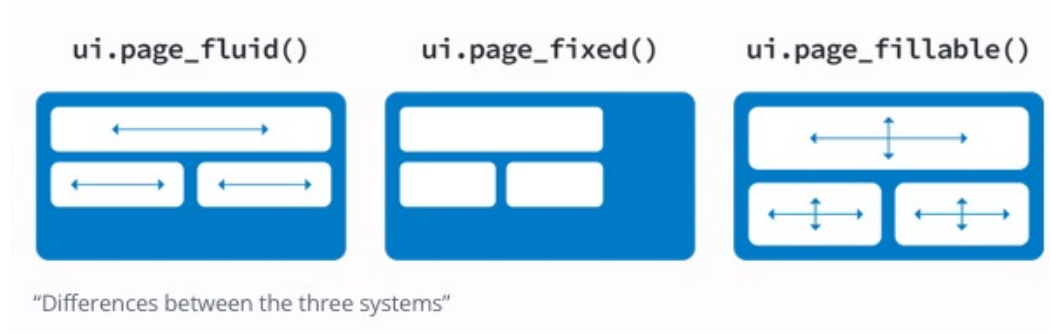 ui.page_fluid() ui.page_fixed() ui.page_fillable()
“Differences between the three systems”